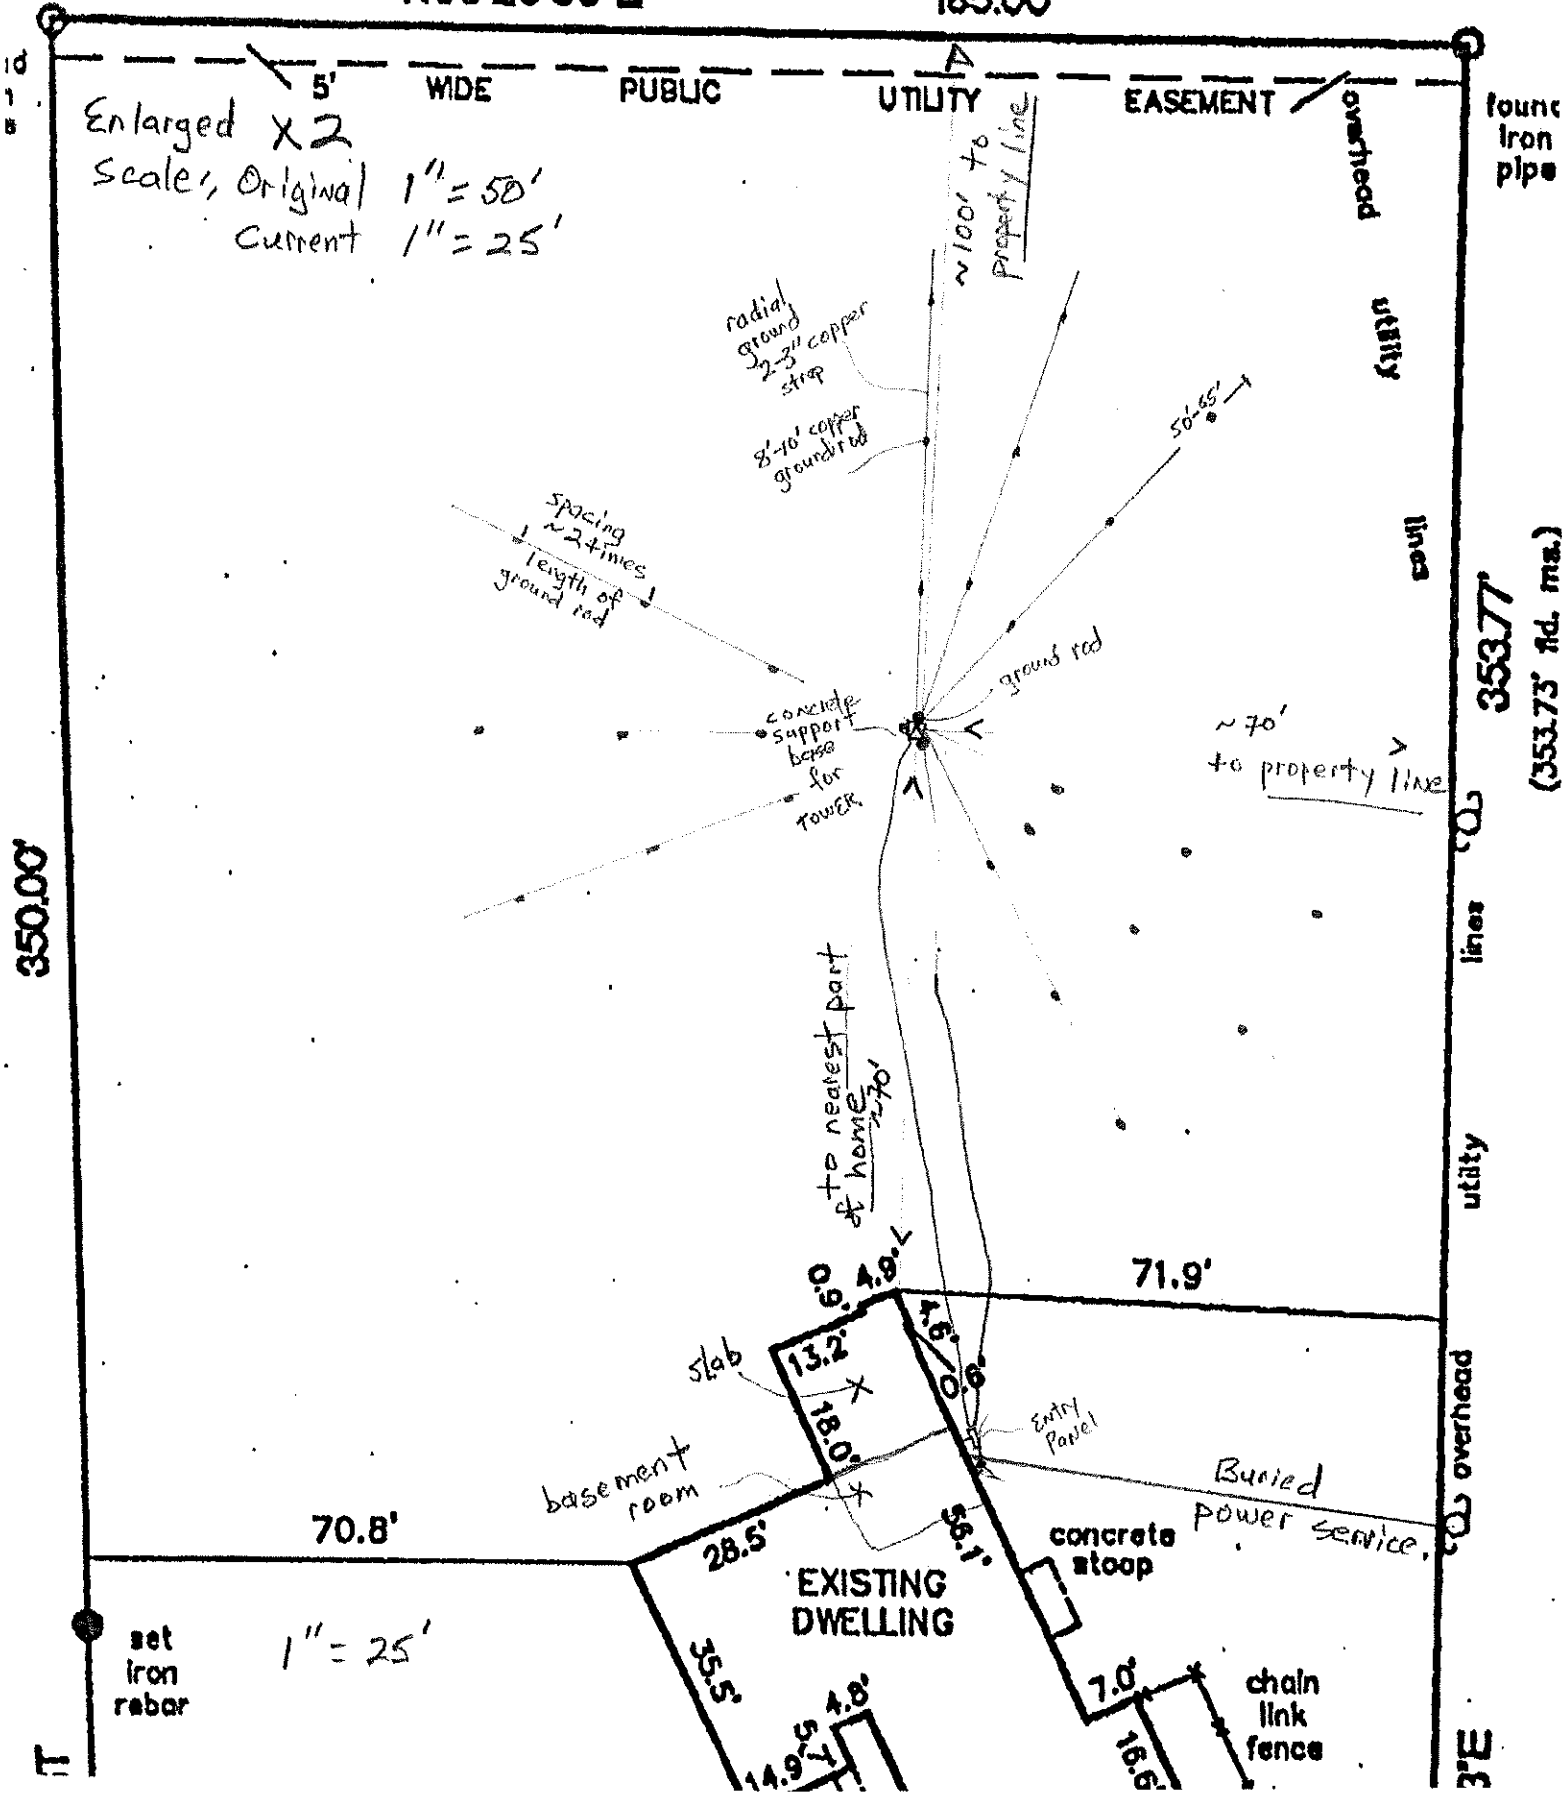 185.00'
5' WIDE PUBLIC UTILITY EASEMENT
Enlarged X2
Scale, Original 1" = 50'
Current 1" = 25'
overhead
utility
lines
found
iron
pipe
~100' to
property line
radial
ground
2-3" copper
strap
8'-10' copper
ground rod
50'-65'
spacing
~2 times
length of
ground rod
ground rod
concrete
support
base
for
TOWER
~70'
to property line
353.77'
(353.73' fld. ms.)
350.00'
to nearest part
of home
~70'
lines
utility
overhead
71.9'
4.9'
0.9'
4.6'
13.2'
0.6'
slab
18.0'
Entry
Panel
basement
room
Buried
power service
70.8'
28.5'
56.1'
concrete
stoop
EXISTING
DWELLING
set
iron
rebar
1" = 25'
35.5'
4.8'
5.7
14.9
7.0'
16.6'
chain
link
fence
3"E